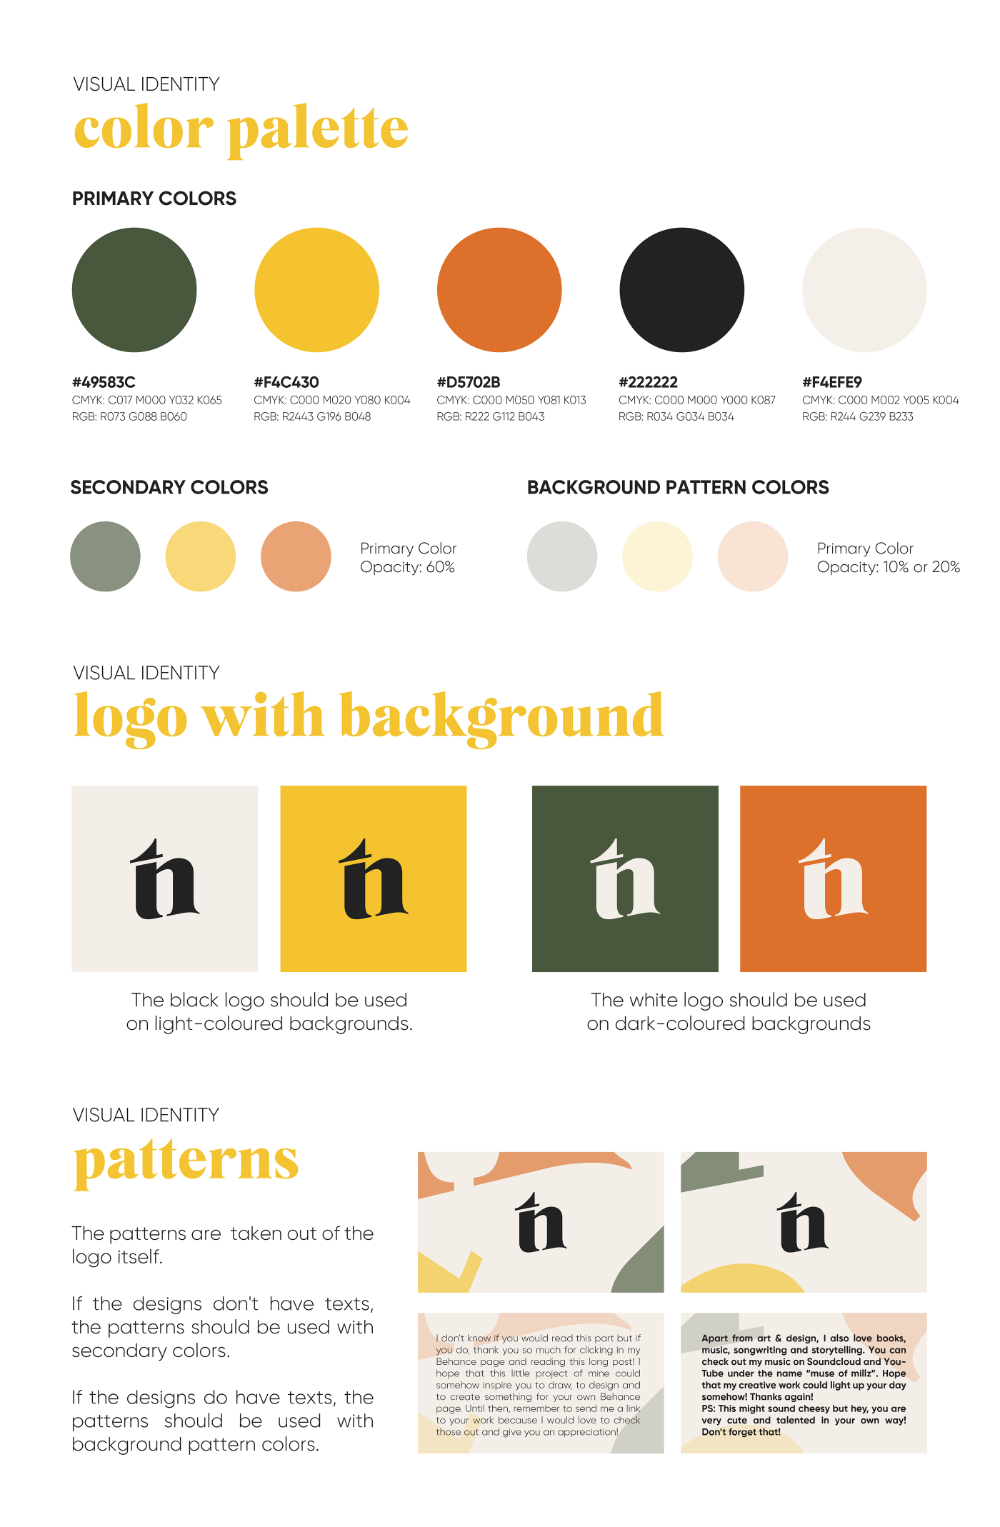 VISUAL IDENTITY
color palette
PRIMARY COLORS
#49583C
CMYK: C017 M000 Y032 K065
RGB: R073 G088 B060
#F4C430
CMYK: C000 M020 Y080 K004
RGB: R2443 G196 B048
#D5702B
CMYK: C000 M050 Y081 K013
RGB: R222 G112 B043
#222222
CMYK: C000 M000 Y000 K087
RGB: R034 G034 B034
#F4EFE9
CMYK: C000 M002 Y005 K004
RGB: R244 G239 B233
SECONDARY COLORS
Primary Color
Opacity: 60%
BACKGROUND PATTERN COLORS
Primary Color
Opacity: 10% or 20%
VISUAL IDENTITY
logo with background
The black logo should be used
on light-coloured backgrounds.
The white logo should be used
on dark-coloured backgrounds
VISUAL IDENTITY
patterns
The patterns are taken out of the
logo itself.
If the designs don't have texts,
the patterns should be used with
secondary colors.
If the designs do have texts, the
patterns should be used with
background pattern colors.
I don't know if you would read this part but if
you do, thank you so much for clicking in my
Behance page and reading this long post! I
hope that this little project of mine could
somehow inspire you to draw, to design and
to create something for your own Behance
page. Until then, remember to send me a link
to your work because I would love to check
those out and give you an appreciation!
Apart from art & design, I also love books,
music, songwriting and storytelling. You can
check out my music on Soundcloud and You-
Tube under the name "muse of millz". Hope
that my creative work could light up your day
somehow! Thanks again!
PS: This might sound cheesy but hey, you are
very cute and talented in your own way!
Don't forget that!